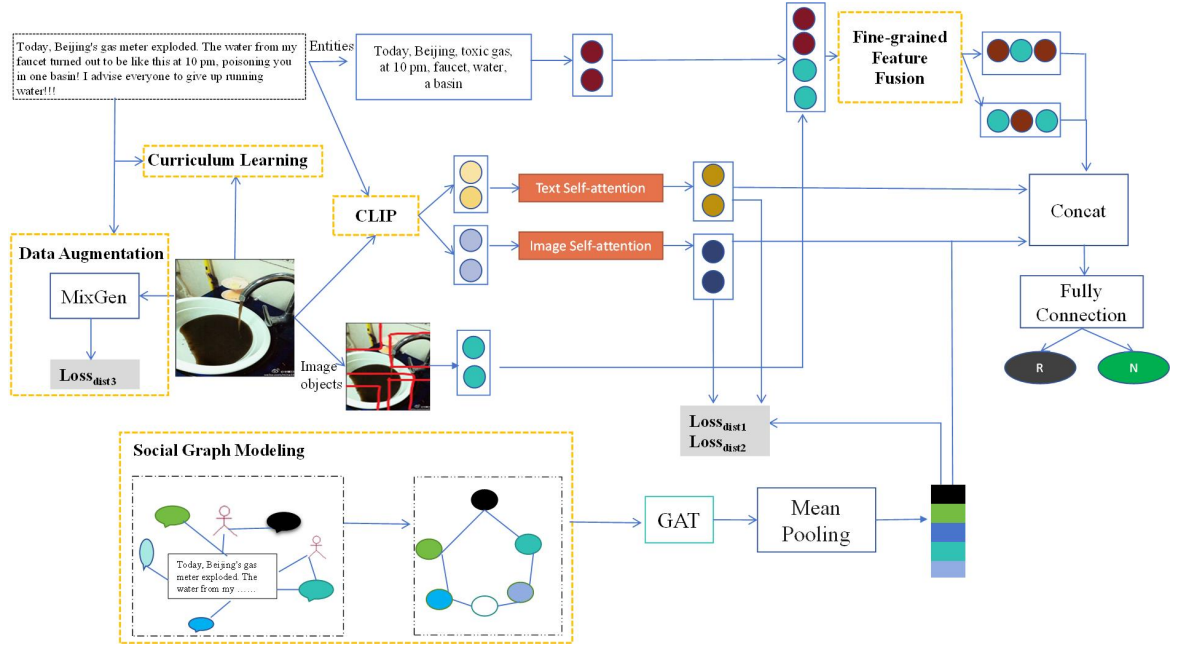 Today, Beijing's gas meter exploded. The water from my
faucet turned out to be like this at 10 pm, poisoning you
in one basin! I advise everyone to give up running
water!!!
Entities
Today, Beijing, toxic gas,
at 10 pm, faucet, water,
a basin
Fine-grained
Feature
Fusion
Curriculum Learning
CLIP
Text Self-attention
Image Self-attention
Concat
Data Augmentation
MixGen
Loss_dist3
Image
objects
Fully
Connection
R
N
Loss_dist1
Loss_dist2
Social Graph Modeling
Today, Beijing's gas
meter exploded. The
water from my ……
GAT
Mean
Pooling